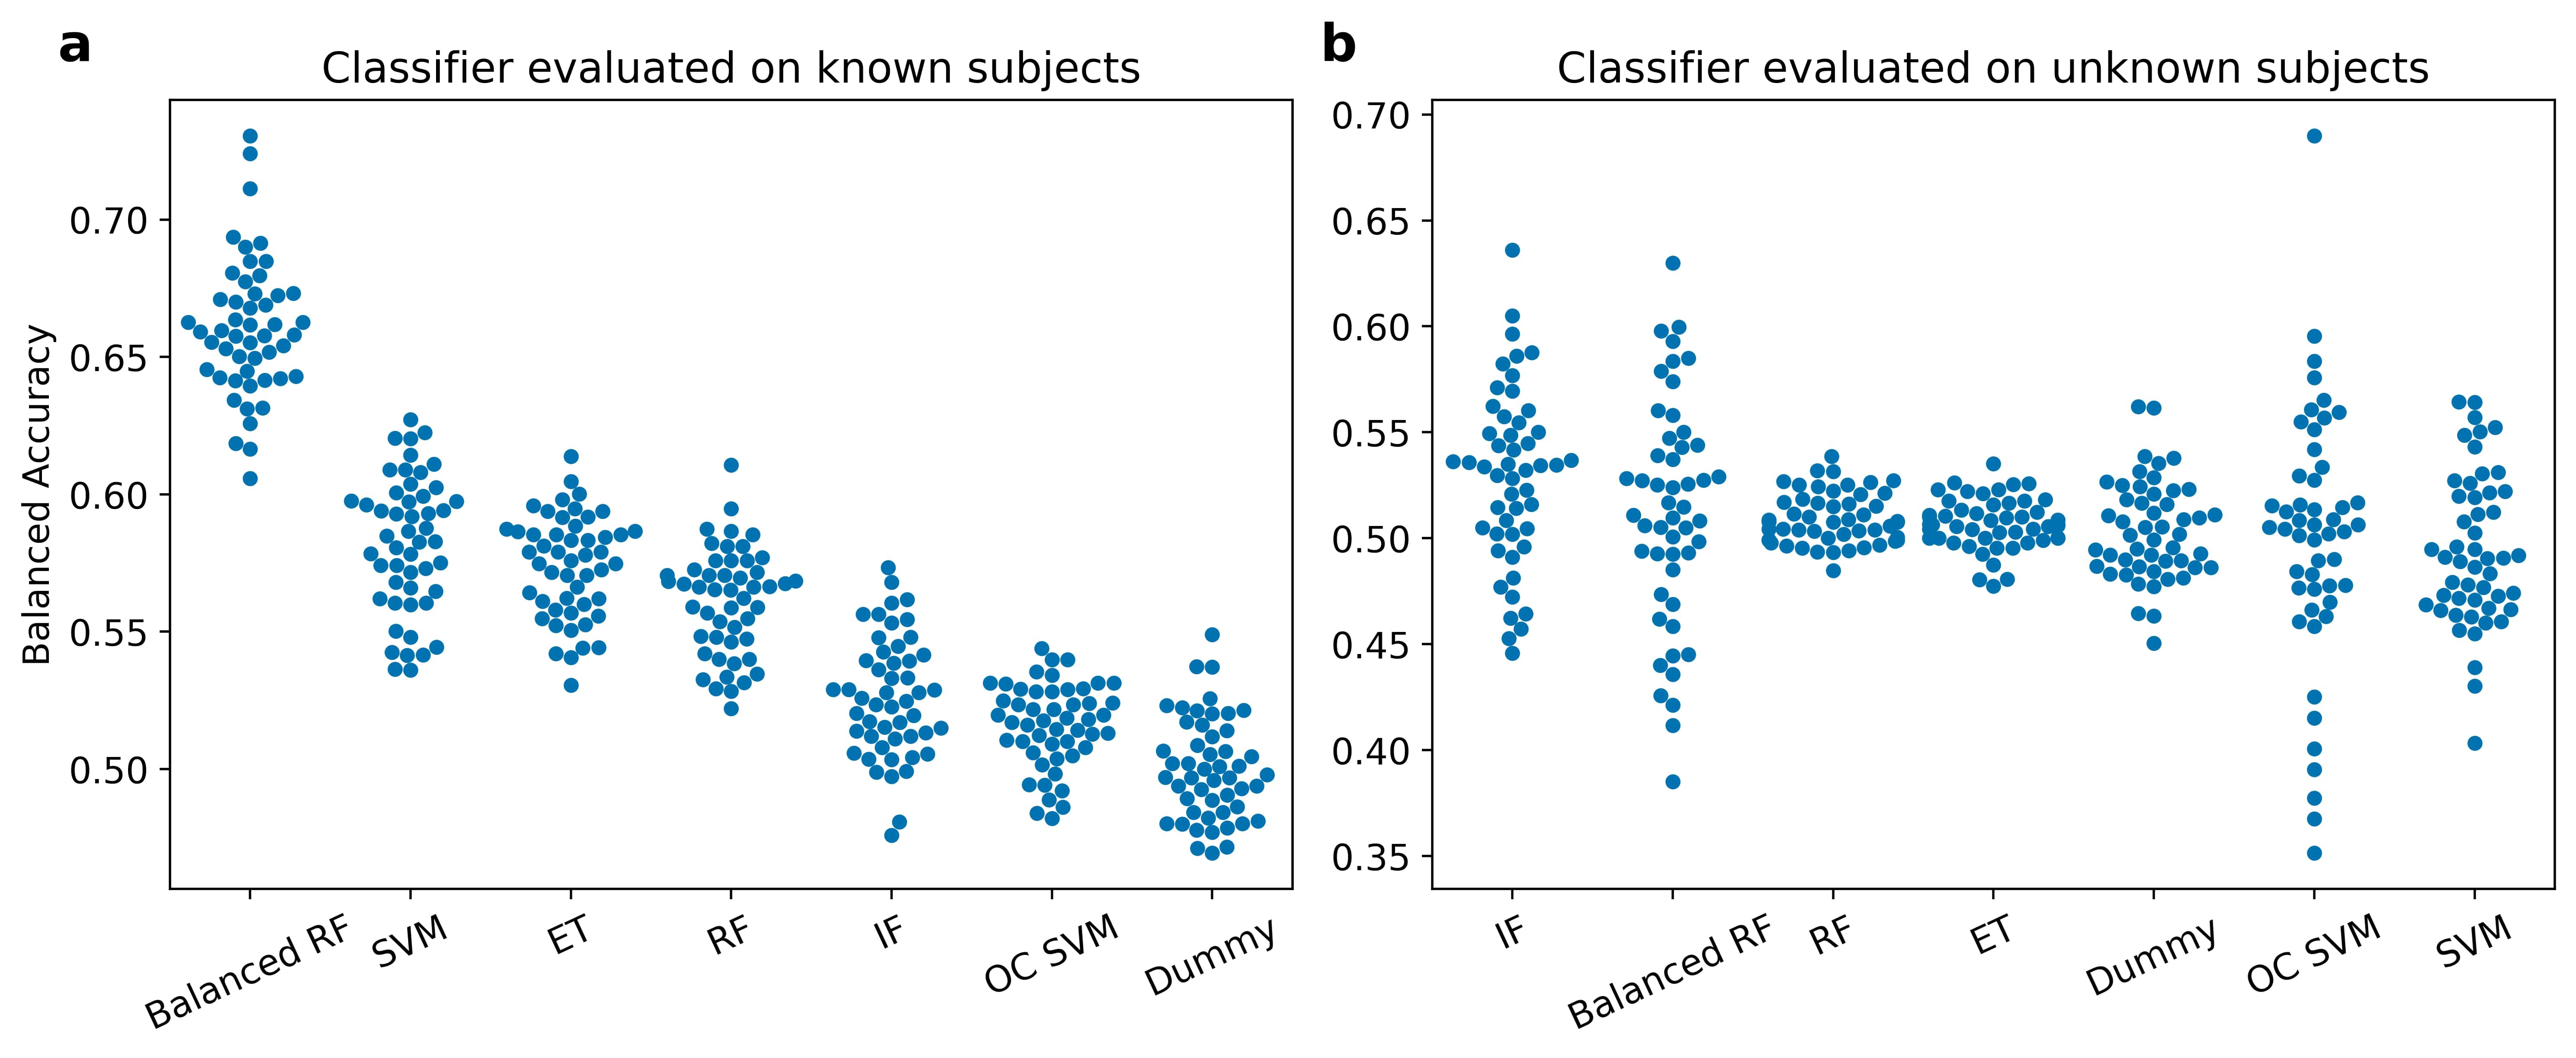 a
Classifier evaluated on known subjects
Balanced Accuracy
0.70
0.65
0.60
0.55
0.50
Balanced RF
SVM
ET
RF
IF
OC SVM
Dummy
b
Classifier evaluated on unknown subjects
0.70
0.65
0.60
0.55
0.50
0.45
0.40
0.35
IF
Balanced RF
RF
ET
Dummy
OC SVM
SVM